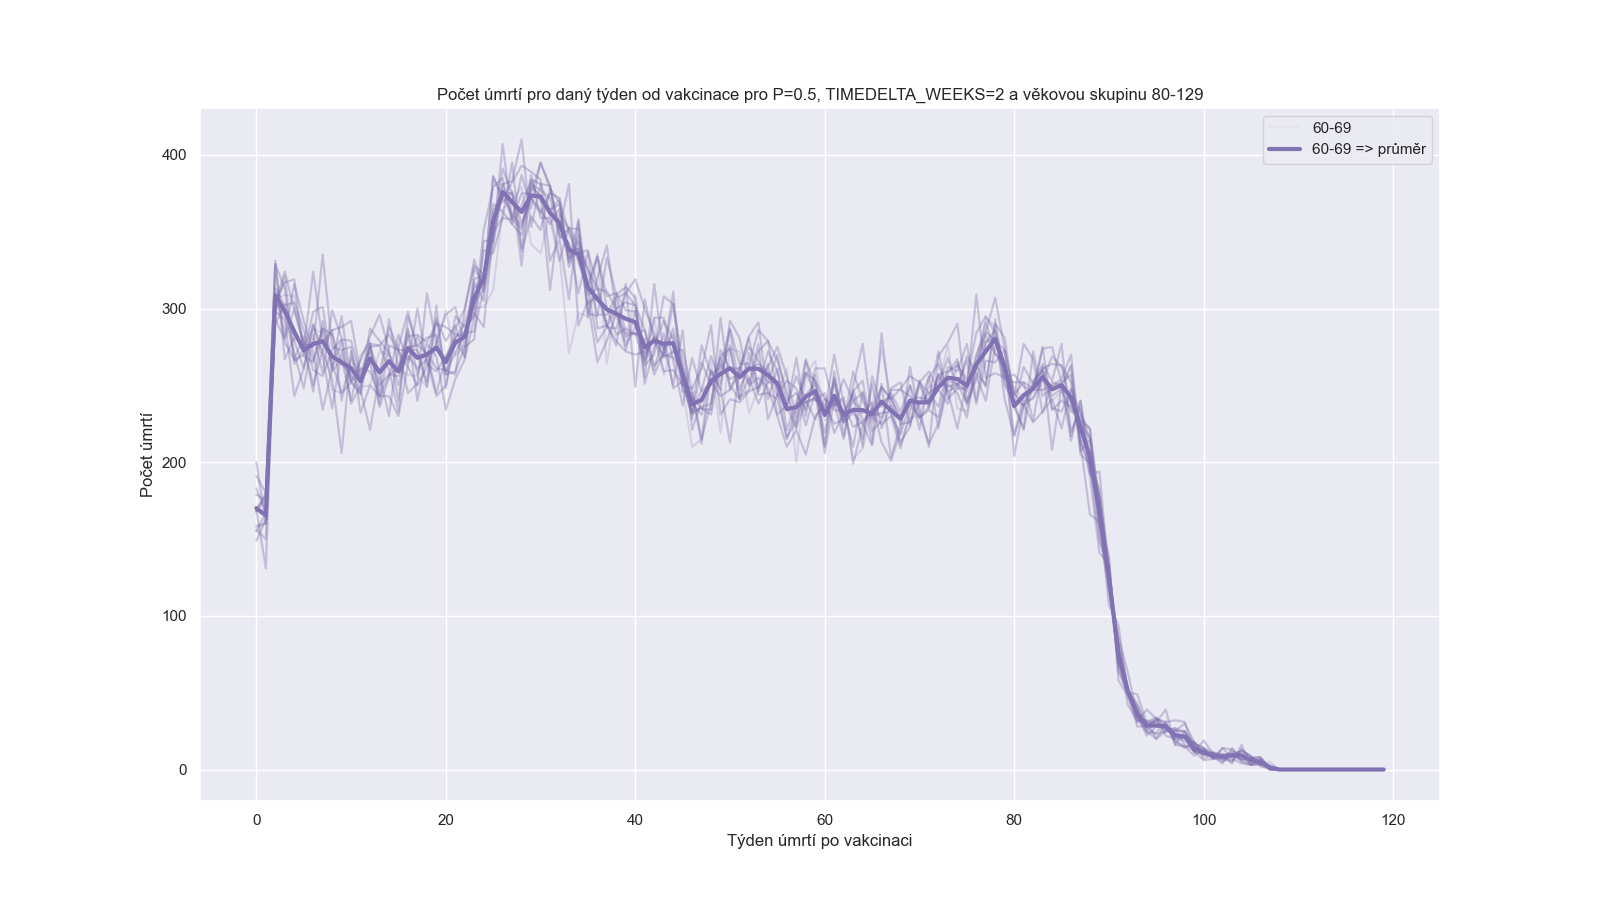 Počet úmrtí pro daný týden od vakcinace pro P=0.5, TIMEDELTA_WEEKS=2 a věkovou skupinu 80-129
60-69
60-69 => průměr
400
300
200
100
0
Počet úmrtí
0 20 40 60 80 100 120
Týden úmrtí po vakcinaci